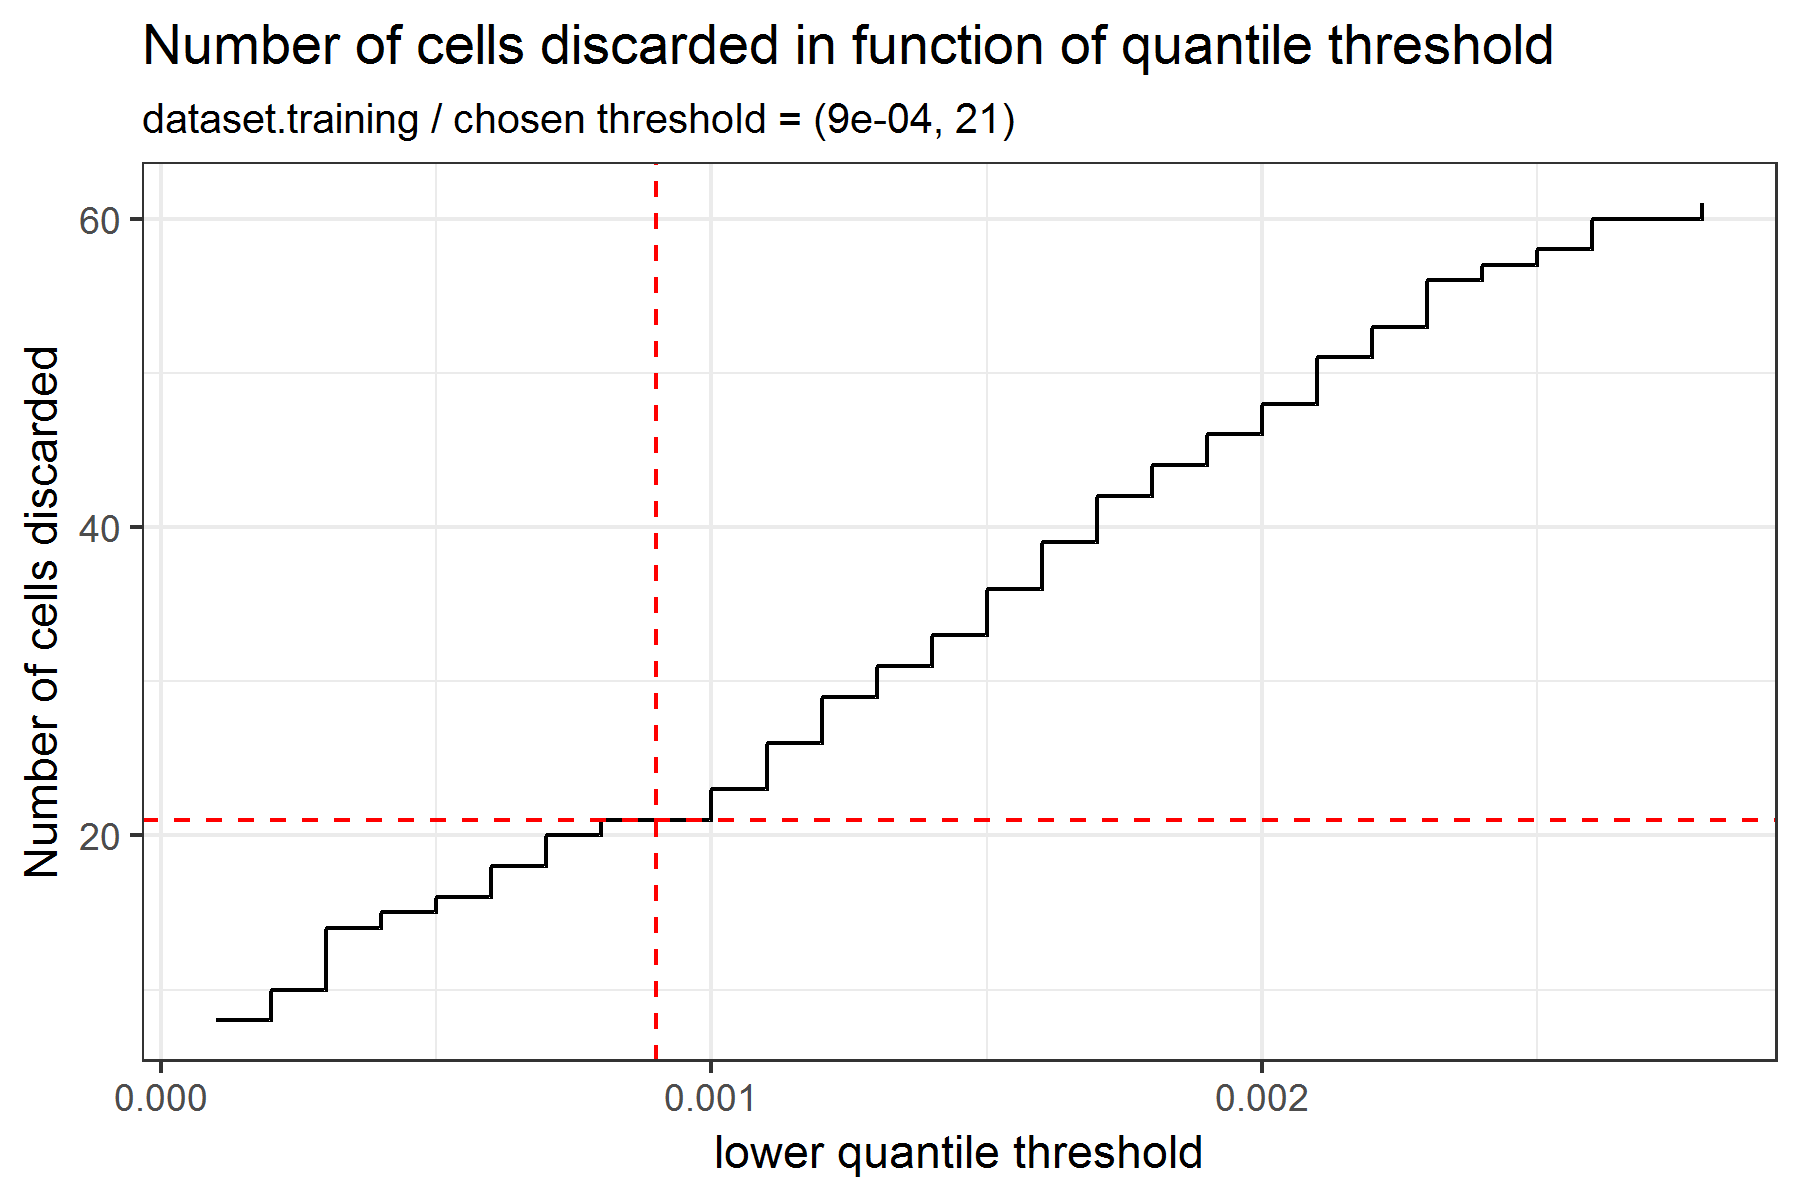 Number of cells discarded in function of quantile threshold
dataset.training / chosen threshold = (9e-04, 21)
Number of cells discarded
60
40
20
0.000
0.001
0.002
lower quantile threshold